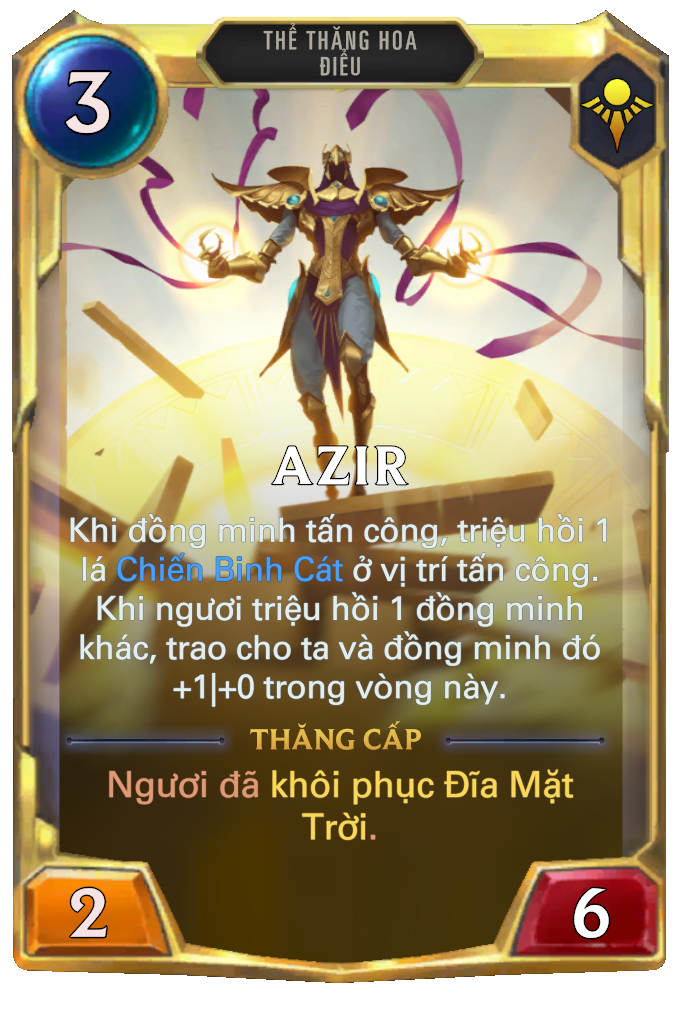 THỂ THĂNG HOA
ĐIỂU
3
AZIR
Khi đồng minh tấn công, triệu hồi 1
lá Chiến Binh Cát ở vị trí tấn công.
Khi ngươi triệu hồi 1 đồng minh
khác, trao cho ta và đồng minh đó
+1|+0 trong vòng này.
THĂNG CẤP
Ngươi đã khôi phục Đĩa Mặt
Trời.
2
6